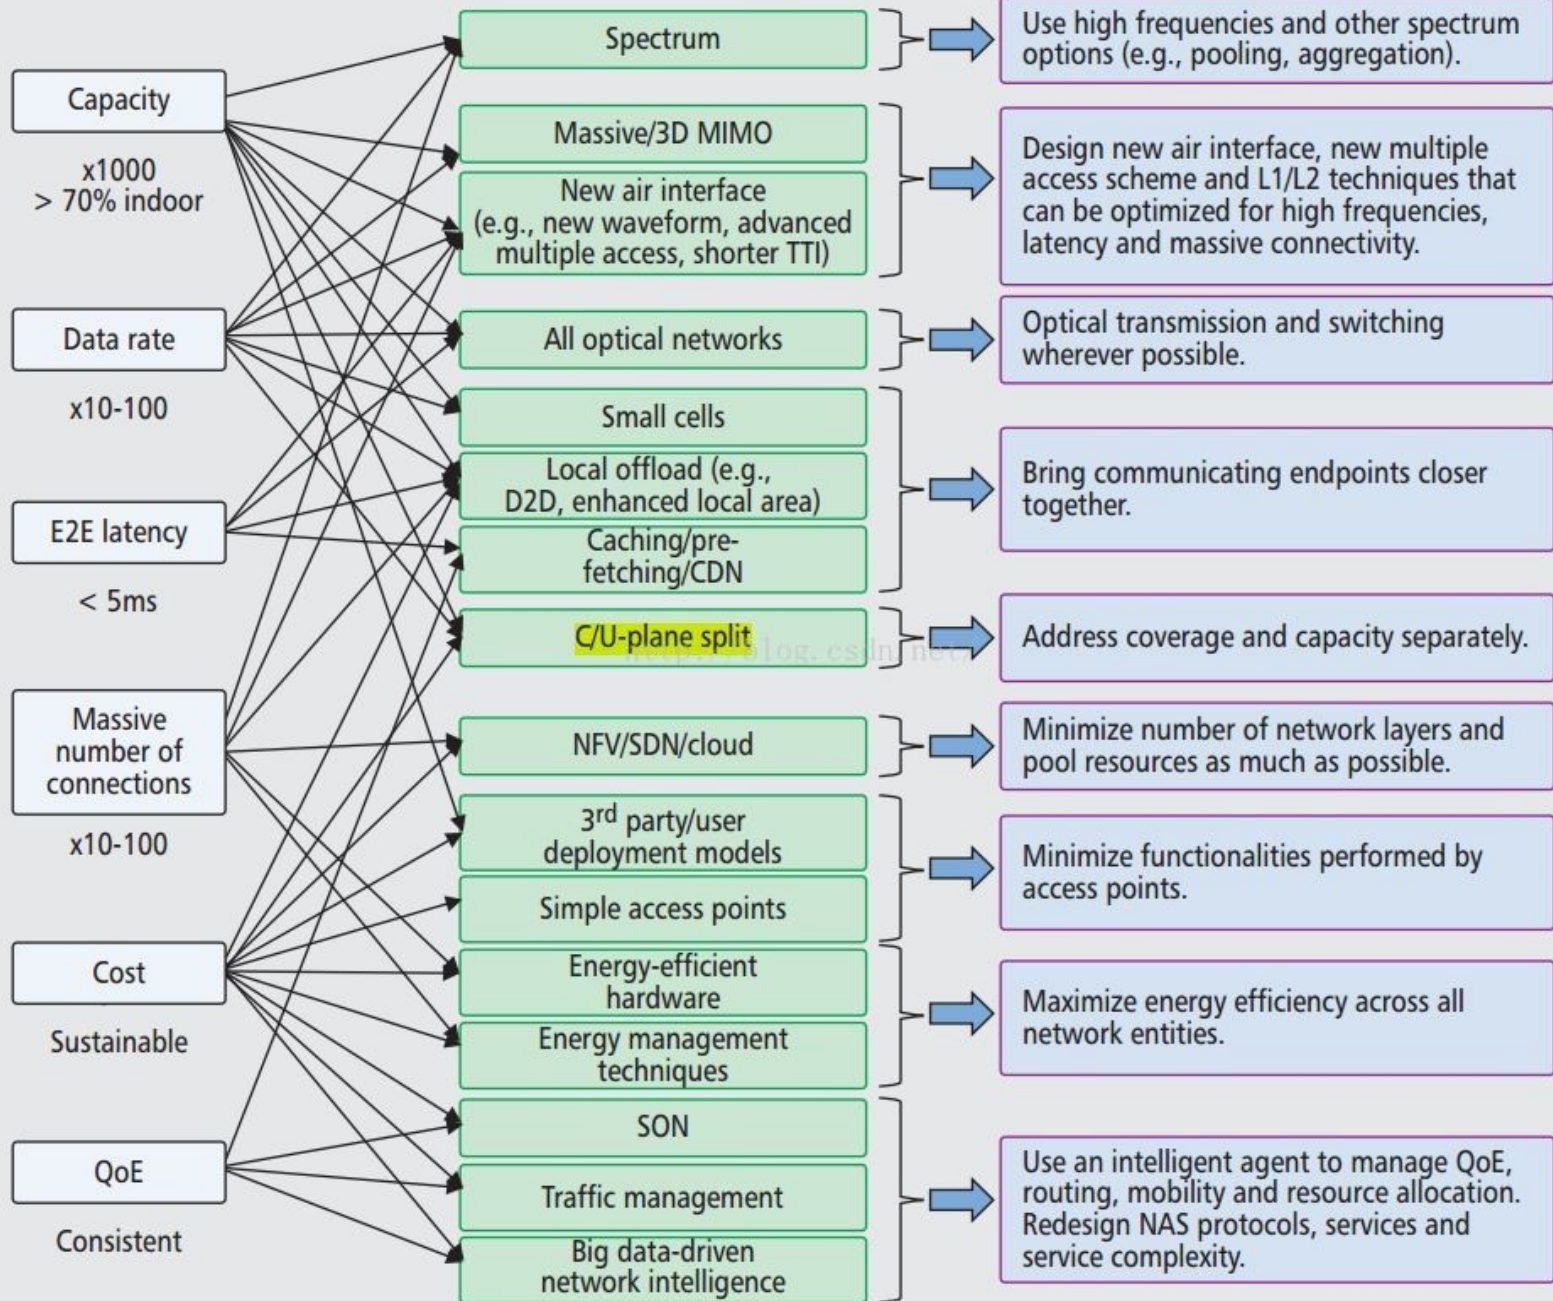 Capacity
x1000
> 70% indoor
Data rate
x10-100
E2E latency
< 5ms
Massive
number of
connections
x10-100
Cost
Sustainable
QoE
Consistent
Spectrum
Massive/3D MIMO
New air interface
(e.g., new waveform, advanced
multiple access, shorter TTI)
All optical networks
Small cells
Local offload (e.g.,
D2D, enhanced local area)
Caching/pre-
fetching/CDN
C/U-plane split
http://blog.csdn.net/
NFV/SDN/cloud
3rd party/user
deployment models
Simple access points
Energy-efficient
hardware
Energy management
techniques
SON
Traffic management
Big data-driven
network intelligence
Use high frequencies and other spectrum
options (e.g., pooling, aggregation).
Design new air interface, new multiple
access scheme and L1/L2 techniques that
can be optimized for high frequencies,
latency and massive connectivity.
Optical transmission and switching
wherever possible.
Bring communicating endpoints closer
together.
Address coverage and capacity separately.
Minimize number of network layers and
pool resources as much as possible.
Minimize functionalities performed by
access points.
Maximize energy efficiency across all
network entities.
Use an intelligent agent to manage QoE,
routing, mobility and resource allocation.
Redesign NAS protocols, services and
service complexity.